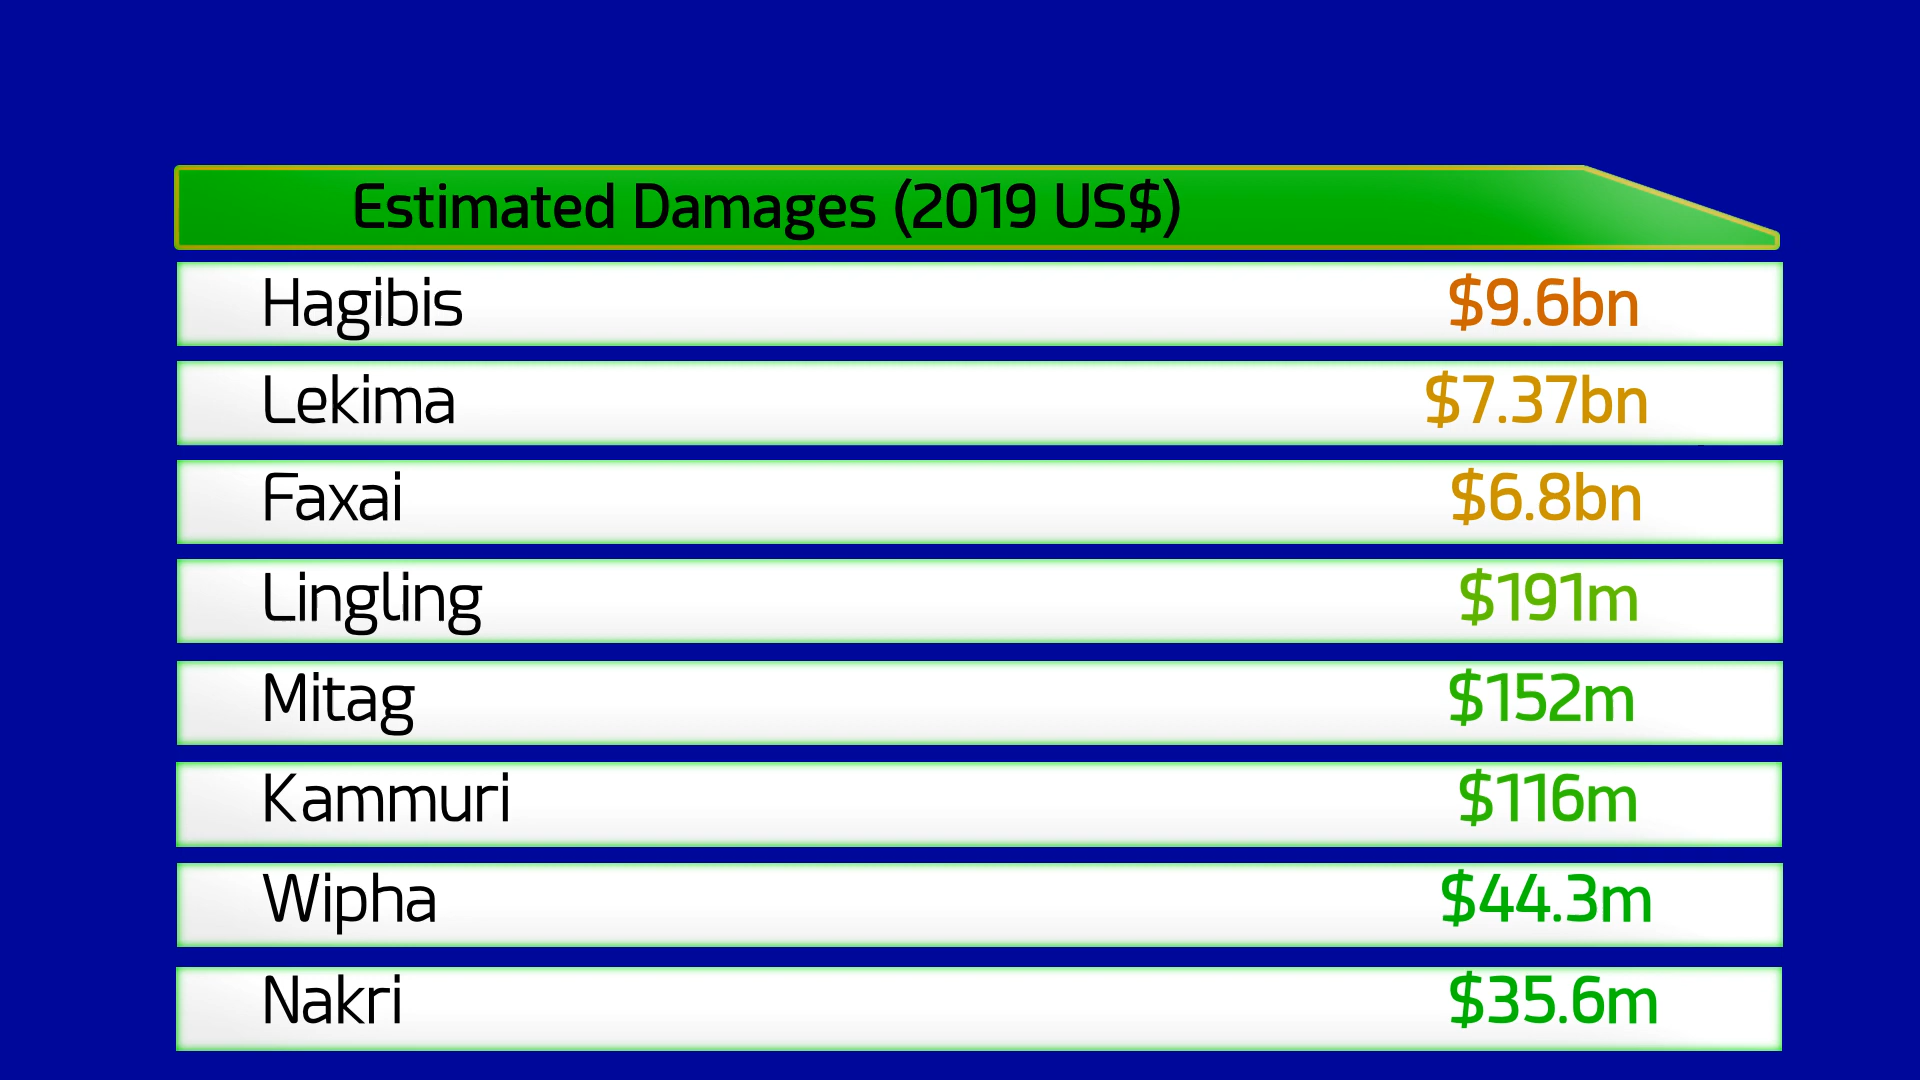 Estimated Damages (2019 US$)
Hagibis $9.6bn
Lekima $7.37bn
Faxai $6.8bn
Lingling $191m
Mitag $152m
Kammuri $116m
Wipha $44.3m
Nakri $35.6m